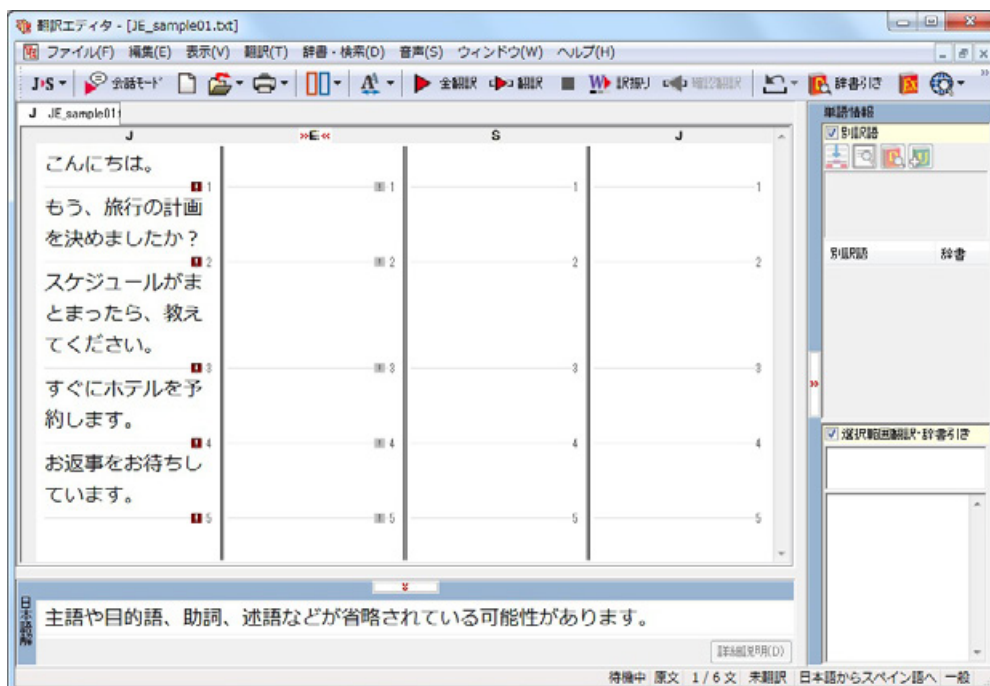 翻訳エディタ - [JE_sample01.txt]
ファイル(F) 編集(E) 表示(V) 翻訳(T) 辞書・検索(D) 音声(S) ウィンドウ(W) ヘルプ(H)
J▸S 会話モード 全翻訳 翻訳 訳振り 確認翻訳 辞書引き
J JE_sample01
単語情報
J »E« S J
別訳語
こんにちは。
1 1 1 1
もう、旅行の計画
を決めましたか？
2 2 2 2
別訳語 辞書
スケジュールがま
とまったら、教え
てください。
3 3 3 3
すぐにホテルを予
約します。
4 4 4 4
選択範囲翻訳・辞書引き
お返事をお待ちし
ています。
5 5 5 5
日本語解
主語や目的語、助詞、述語などが省略されている可能性があります。
詳細説明(D)
待機中 原文 1/6文 未翻訳 日本語からスペイン語へ 一般